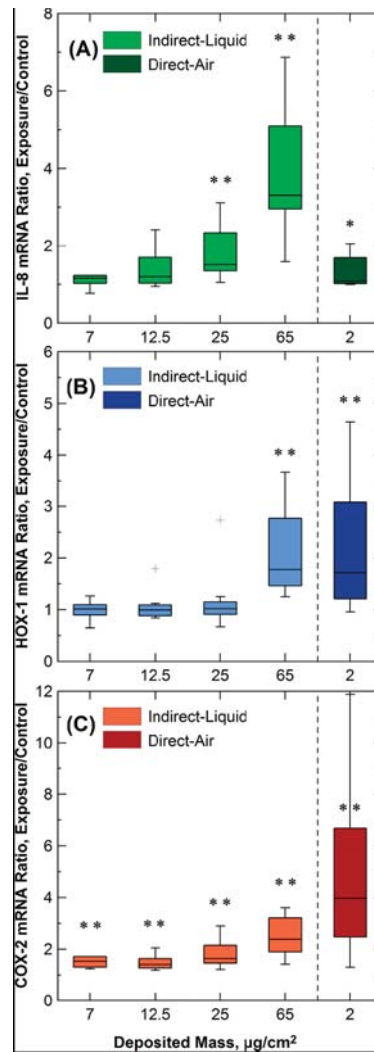 (A)
Indirect-Liquid
Direct-Air
IL-8 mRNA Ratio, Exposure/Control
8
6
4
2
0
**
**
*
7 12.5 25 65 2
(B)
Indirect-Liquid
Direct-Air
HOX-1 mRNA Ratio, Exposure/Control
6
5
4
3
2
1
0
**
**
7 12.5 25 65 2
(C)
Indirect-Liquid
Direct-Air
COX-2 mRNA Ratio, Exposure/Control
12
10
8
6
4
2
0
**
**
**
**
**
7 12.5 25 65 2
Deposited Mass, µg/cm²